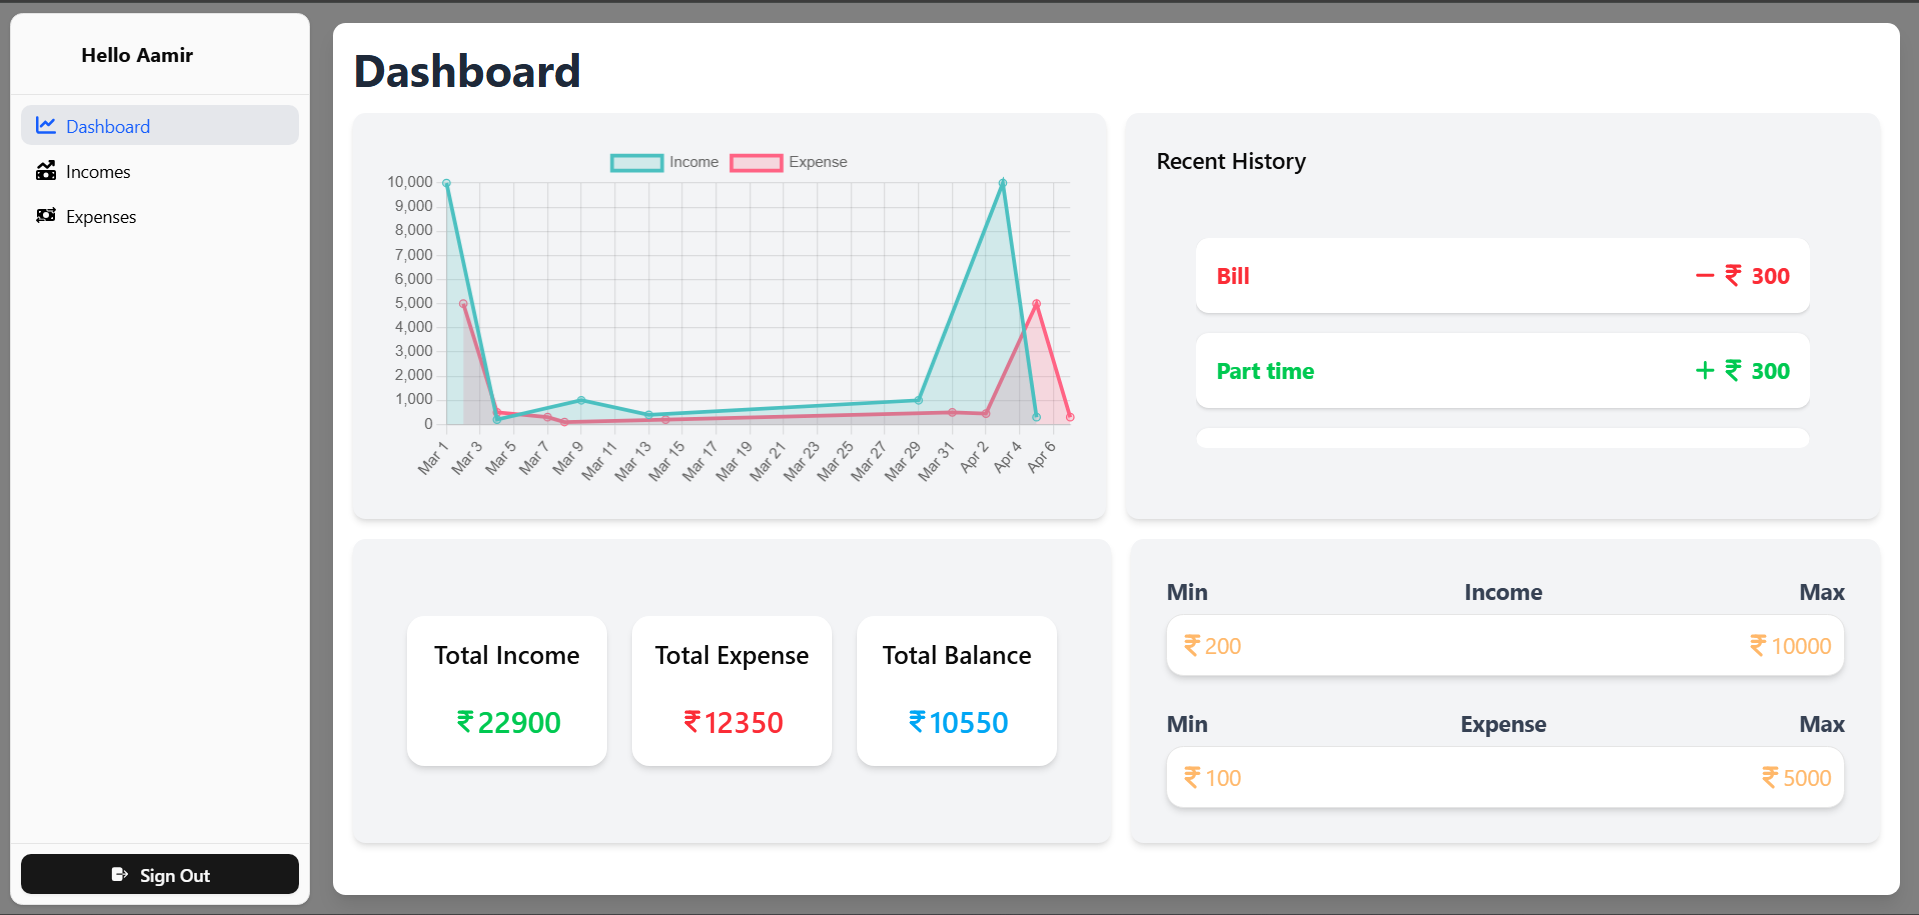 Hello Aamir
Dashboard
Incomes
Expenses
Sign Out
Dashboard
Income Expense
10,000
9,000
8,000
7,000
6,000
5,000
4,000
3,000
2,000
1,000
0
Mar 1 Mar 3 Mar 5 Mar 7 Mar 9 Mar 11 Mar 13 Mar 15 Mar 17 Mar 19 Mar 21 Mar 23 Mar 25 Mar 27 Mar 29 Mar 31 Apr 2 Apr 4 Apr 6
Recent History
Bill − ₹ 300
Part time + ₹ 300
Total Income
₹22900
Total Expense
₹12350
Total Balance
₹10550
Min Income Max
₹200 ₹10000
Min Expense Max
₹100 ₹5000